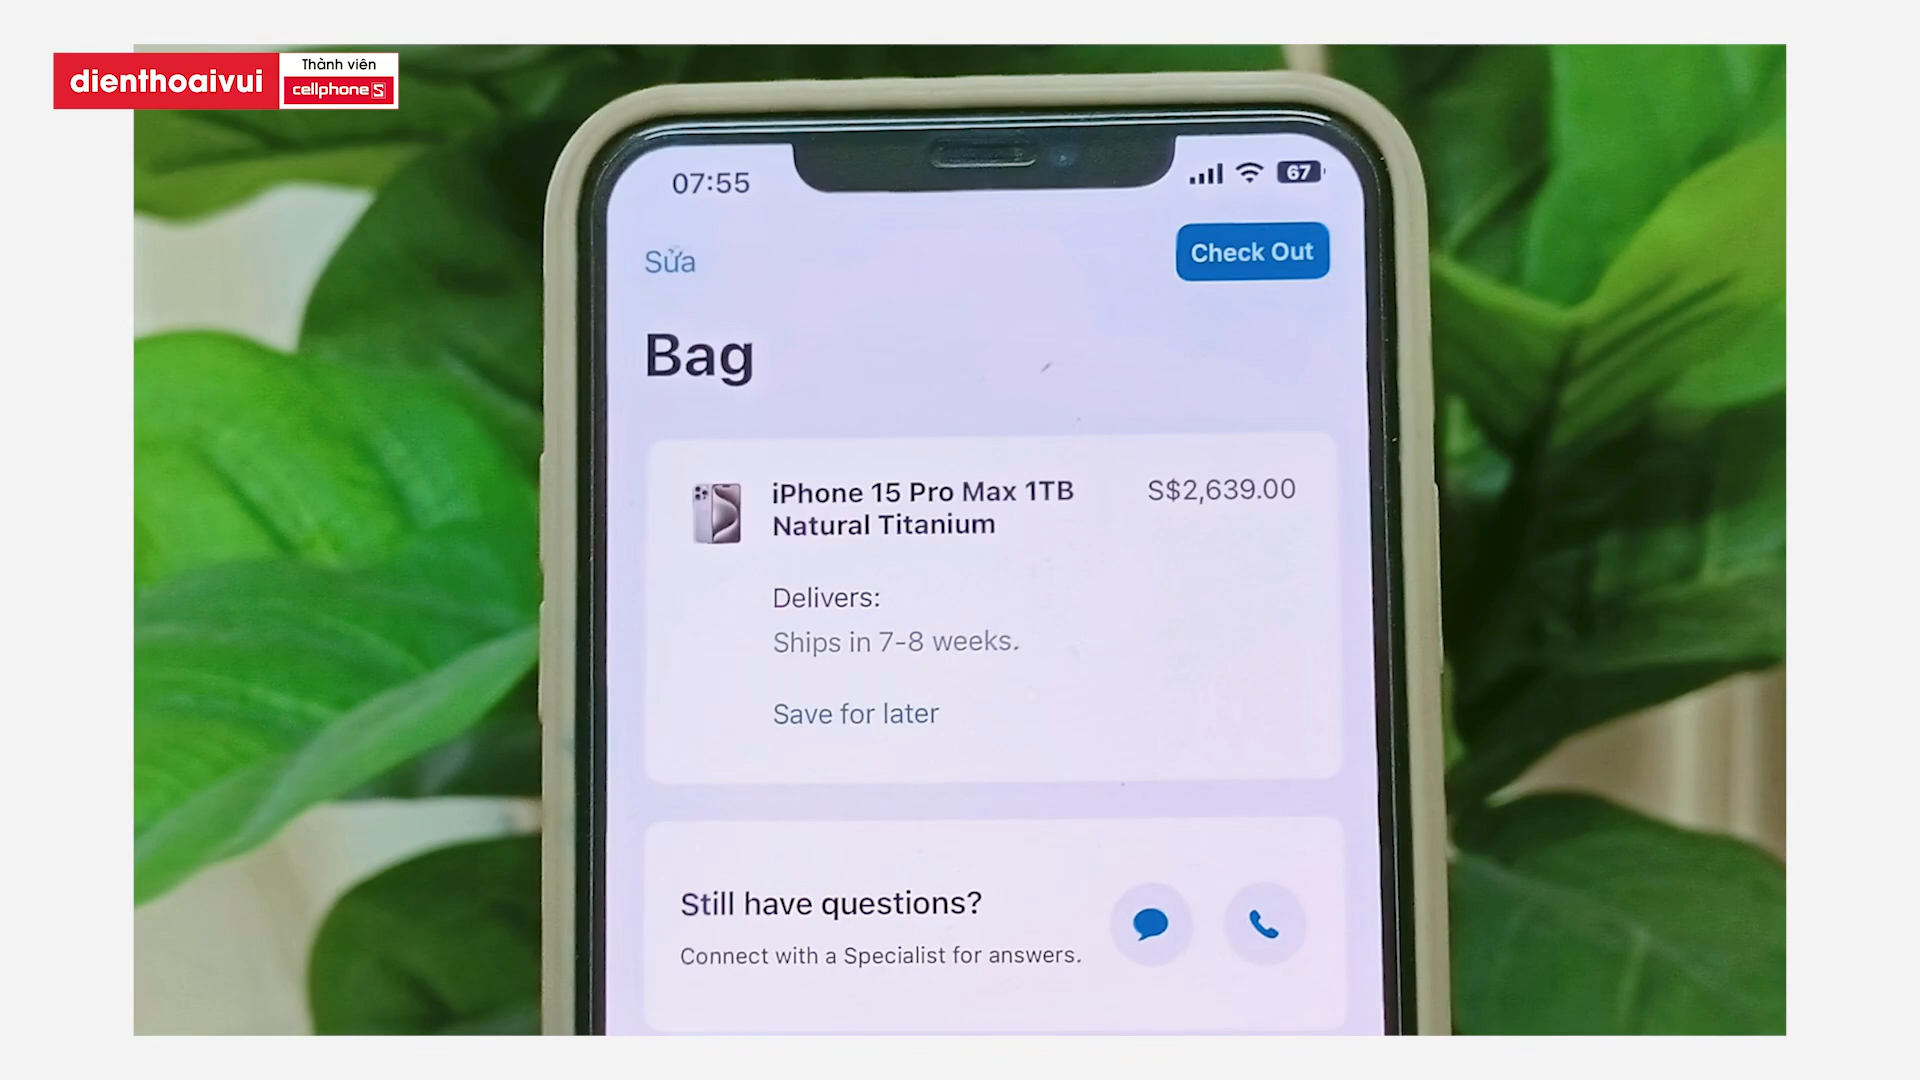 dienthoaivui
Thành viên
cellphoneS
07:55
67
Sửa
Check Out
Bag
iPhone 15 Pro Max 1TB
Natural Titanium
S$2,639.00
Delivers:
Ships in 7-8 weeks.
Save for later
Still have questions?
Connect with a Specialist for answers.